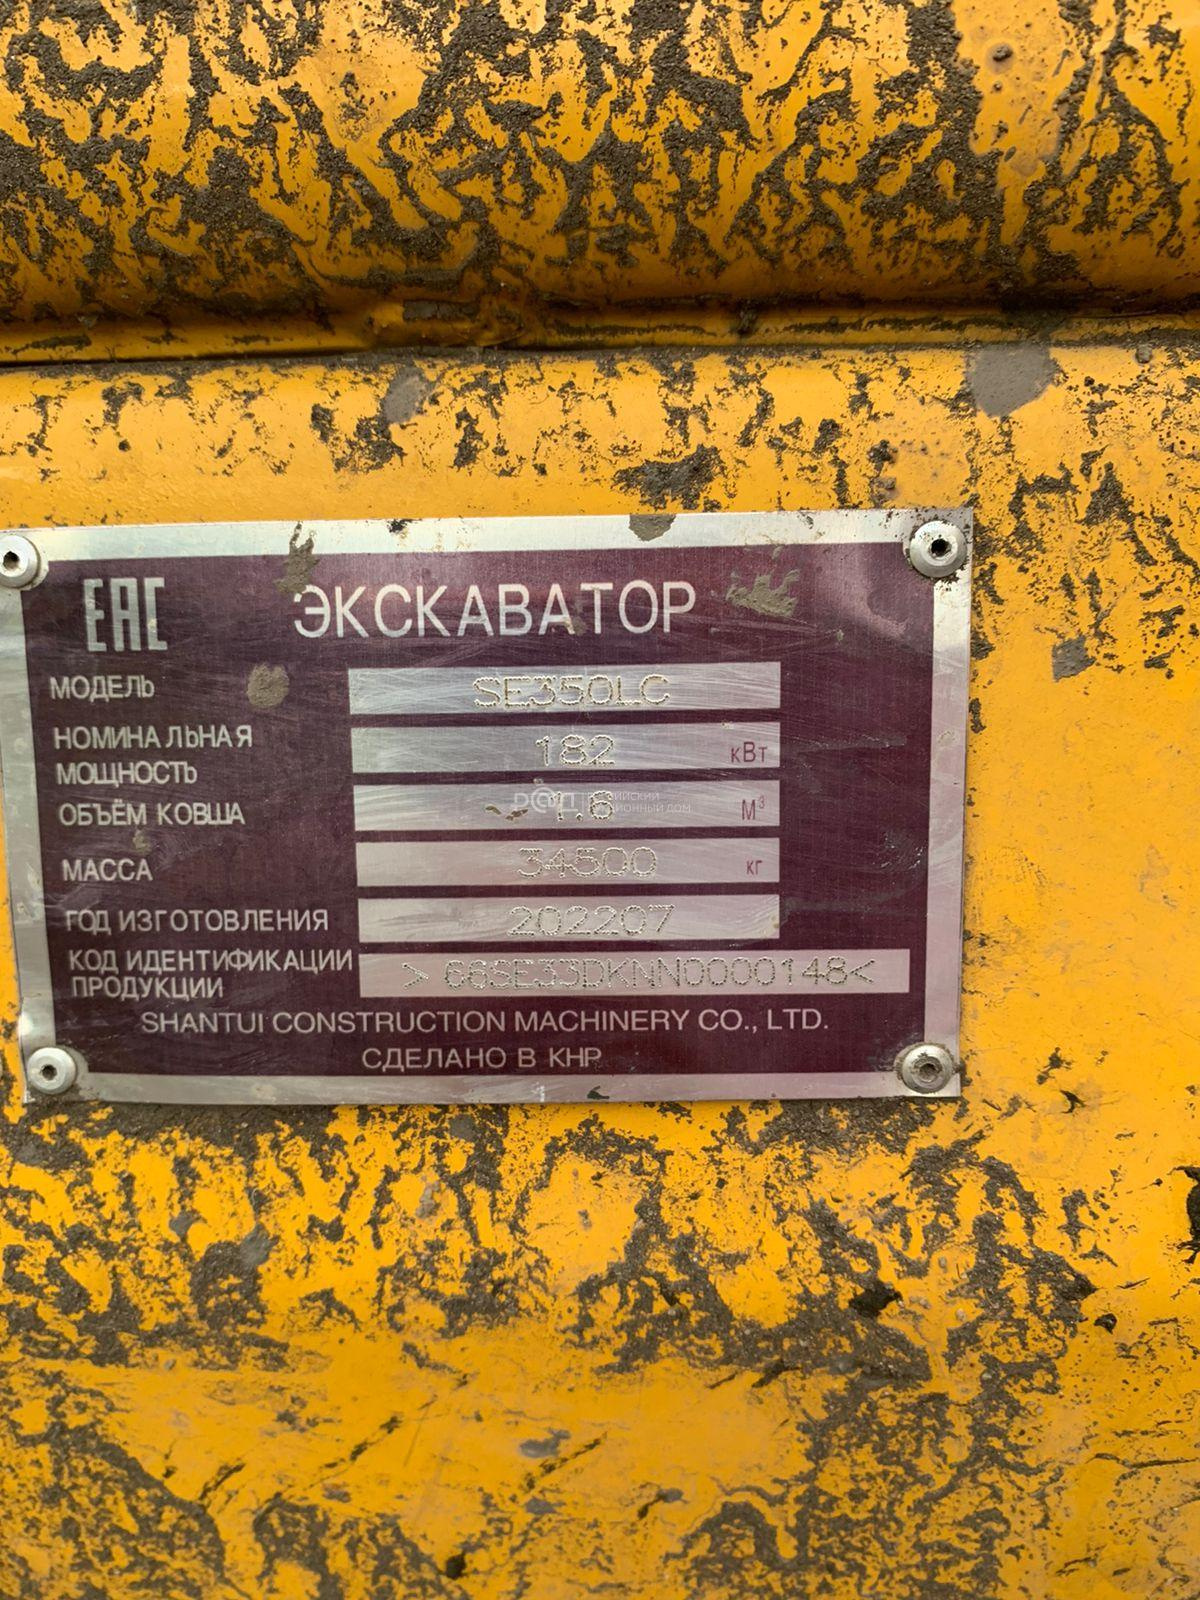 EAC ЭКСКАВАТОР
МОДЕЛЬ SE350LC
НОМИНАЛЬНАЯ
МОЩНОСТЬ 182 кВт
ОБЪЁМ КОВША 1.6 М³
МАССА 34500 КГ
ГОД ИЗГОТОВЛЕНИЯ 202207
КОД ИДЕНТИФИКАЦИИ
ПРОДУКЦИИ >66SE33DKNN0000148<
SHANTUI CONSTRUCTION MACHINERY CO., LTD.
СДЕЛАНО В КНР